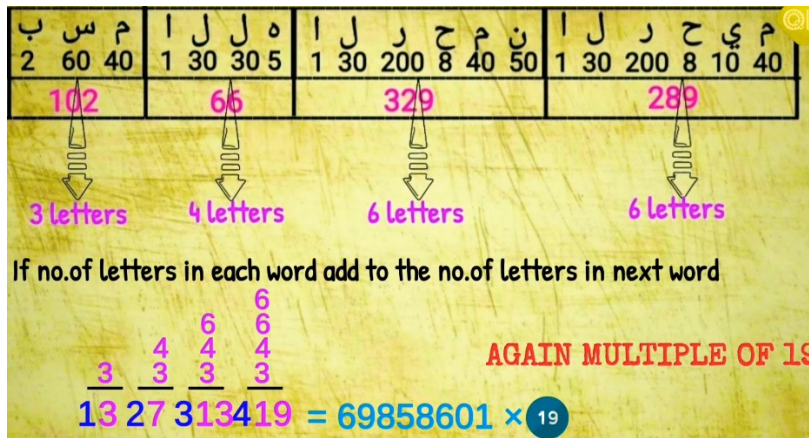 ب س م ا ل ل ه ا ل ر ح م ن ا ل ر ح ي م
2 60 40 1 30 30 5 1 30 200 8 40 50 1 30 200 8 10 40
102 66 329 289
3 letters 4 letters 6 letters 6 letters
If no.of letters in each word add to the no.of letters in next word
6
6 6
4 4 4
3 3 3 3
AGAIN MULTIPLE OF 19
13 27 313 419 = 69858601 × 19